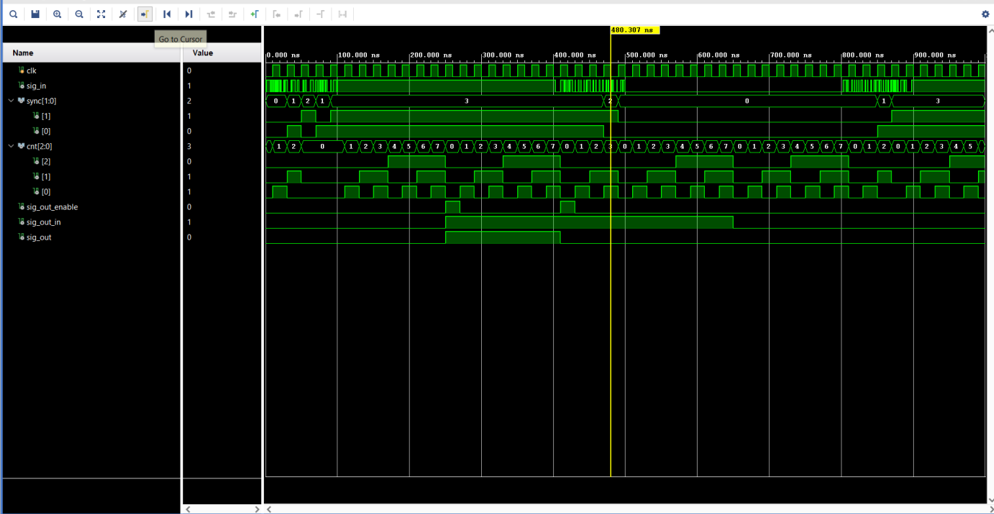 480.307 ns
Go to Cursor
Name Value
0.000 ns 100.000 ns 200.000 ns 300.000 ns 400.000 ns 500.000 ns 600.000 ns 700.000 ns 800.000 ns 900.000 ns
clk 0
sig_in 1
sync[1:0] 2 0 1 2 1 3 2 0 1 3
[1] 1
[0] 0
cnt[2:0] 3 1 2 0 1 2 3 4 5 6 7 0 1 2 3 4 5 6 7 0 1 2 3 0 1 2 3 4 5 6 7 0 1 2 3 4 5 6 7 0 1 2 0 1 2 3 4 5
[2] 0
[1] 1
[0] 1
sig_out_enable 0
sig_out_in 1
sig_out 0